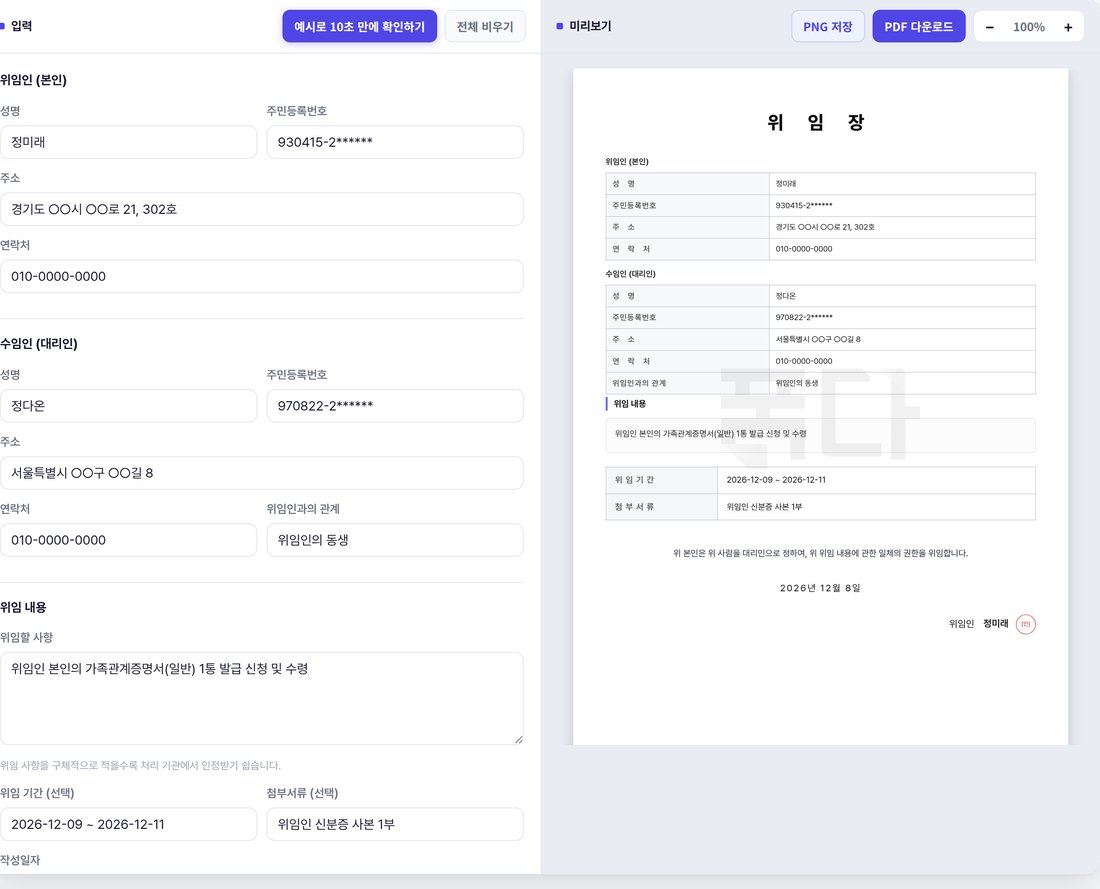 입력
예시로 10초 만에 확인하기
전체 비우기
위임인 (본인)
성명
주민등록번호
정미래
930415-2******
주소
경기도 〇〇시 〇〇로 21, 302호
연락처
010-0000-0000
수임인 (대리인)
성명
주민등록번호
정다온
970822-2******
주소
서울특별시 〇〇구 〇〇길 8
연락처
위임인과의 관계
010-0000-0000
위임인의 동생
위임 내용
위임할 사항
위임인 본인의 가족관계증명서(일반) 1통 발급 신청 및 수령
위임 사항을 구체적으로 적을수록 처리 기관에서 인정받기 쉽습니다.
위임 기간 (선택)
첨부서류 (선택)
2026-12-09 ~ 2026-12-11
위임인 신분증 사본 1부
작성일자
미리보기
PNG 저장
PDF 다운로드
− 100% +
위 임 장
위임인 (본인)
성 명 정미래
주민등록번호 930415-2******
주 소 경기도 〇〇시 〇〇로 21, 302호
연 락 처 010-0000-0000
수임인 (대리인)
성 명 정다온
주민등록번호 970822-2******
주 소 서울특별시 〇〇구 〇〇길 8
연 락 처 010-0000-0000
위임인과의 관계 위임인의 동생
위임 내용
위임인 본인의 가족관계증명서(일반) 1통 발급 신청 및 수령
위 임 기 간 2026-12-09 ~ 2026-12-11
첨 부 서 류 위임인 신분증 사본 1부
위 본인은 위 사람을 대리인으로 정하여, 위 위임 내용에 관한 일체의 권한을 위임합니다.
2026년 12월 8일
위임인 정미래 (인)